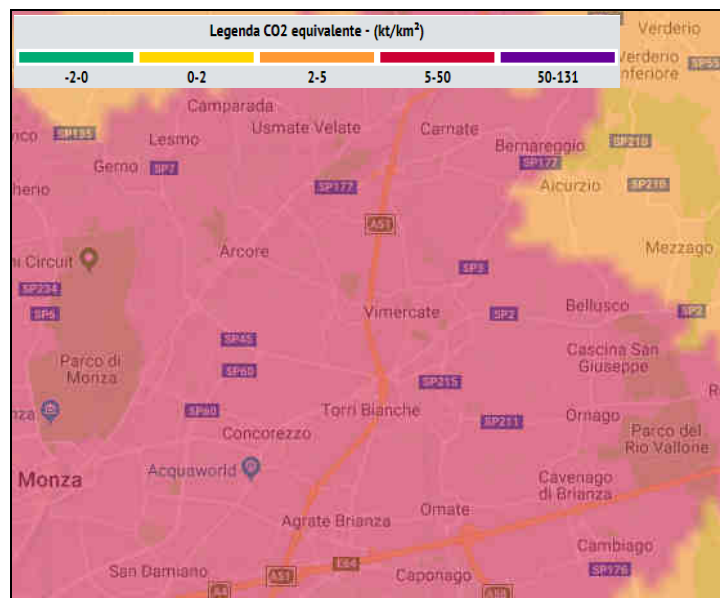 Legenda CO2 equivalente - (kt/km²)
-2-0
0-2
2-5
5-50
50-131
Verderio
Verderio
Inferiore
Camparada
Usmate Velate
Carnate
SP135
Lesmo
SP7
Gerno
SP177
Bernareggio
SP177
SP210
Aicurzio
SP210
A51
Arcore
Mezzago
Circuit
SP234
SP6
SP3
Vimercate
SP2
Bellusco
SP2
SP45
SP60
Parco di
Monza
SP215
Cascina San
Giuseppe
SP60
Torri Bianche
SP211
Ornago
Concorezzo
Parco del
Rio Vallone
Monza
Acquaworld
Cavenago
di Brianza
Omate
Agrate Brianza
Cambiago
E64
San Damiano
A51
Caponago
SP176
A4